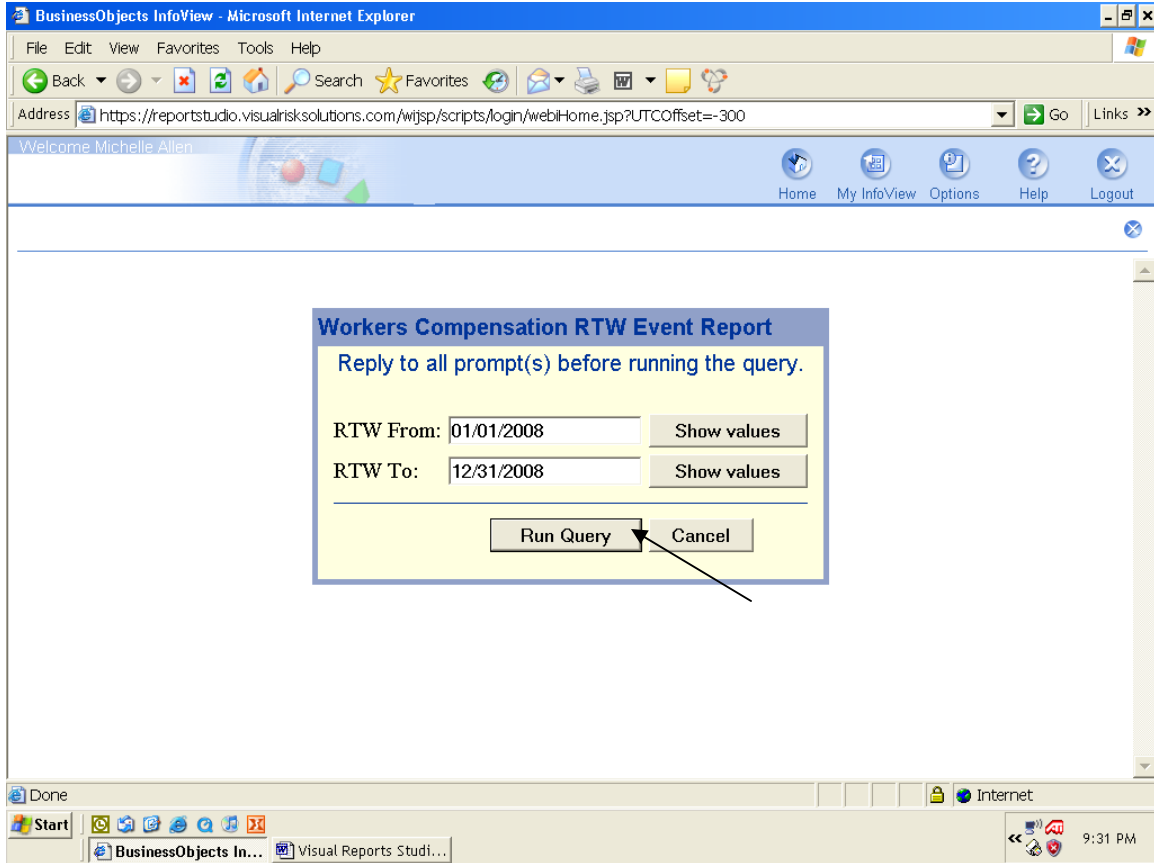 BusinessObjects InfoView - Microsoft Internet Explorer
File Edit View Favorites Tools Help
Back Search Favorites
Address https://reportstudio.visualrisksolutions.com/wijsp/scripts/login/webiHome.jsp?UTCOffset=-300 Go Links »
Welcome Michelle Allen
Home My InfoView Options Help Logout
Workers Compensation RTW Event Report
Reply to all prompt(s) before running the query.
RTW From: 01/01/2008 Show values
RTW To: 12/31/2008 Show values
Run Query Cancel
Done Internet
Start
BusinessObjects In... Visual Reports Studi... « 9:31 PM